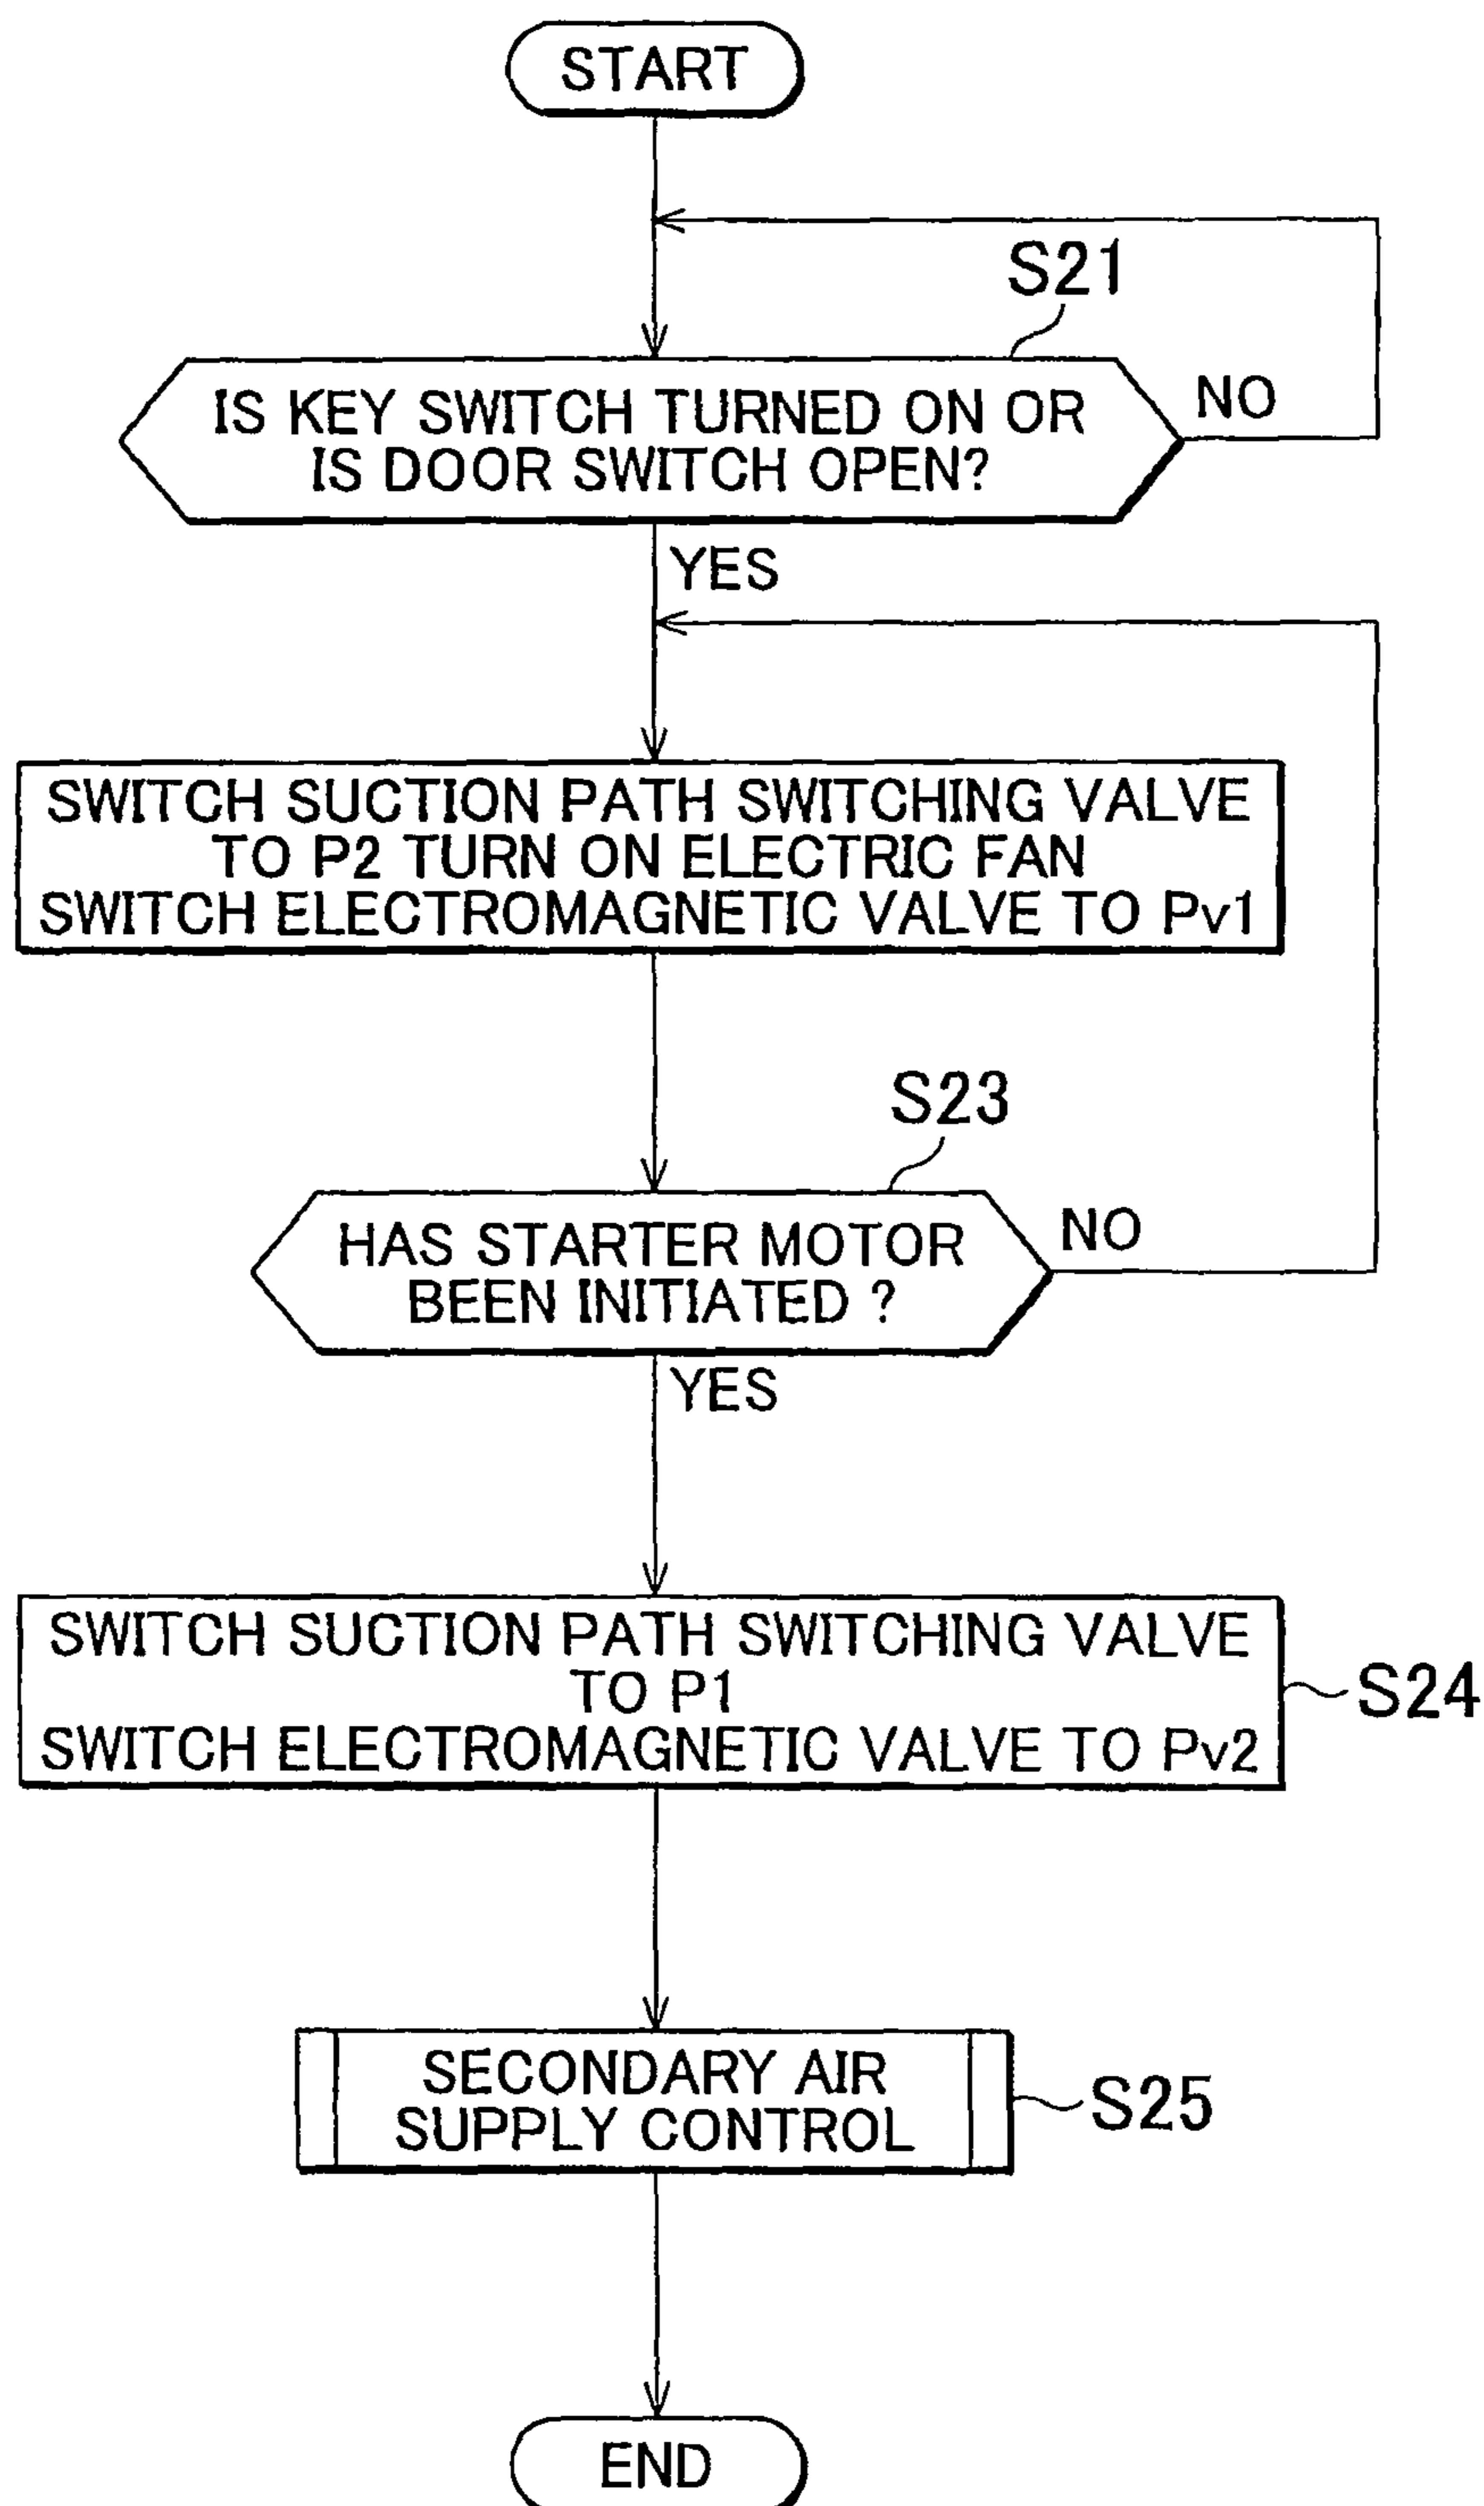 START
S21
IS KEY SWITCH TURNED ON OR
IS DOOR SWITCH OPEN?
NO
YES
SWITCH SUCTION PATH SWITCHING VALVE
TO P2 TURN ON ELECTRIC FAN
SWITCH ELECTROMAGNETIC VALVE TO Pv1
S23
HAS STARTER MOTOR
BEEN INITIATED ?
NO
YES
SWITCH SUCTION PATH SWITCHING VALVE
TO P1
SWITCH ELECTROMAGNETIC VALVE TO Pv2
S24
SECONDARY AIR
SUPPLY CONTROL
S25
END